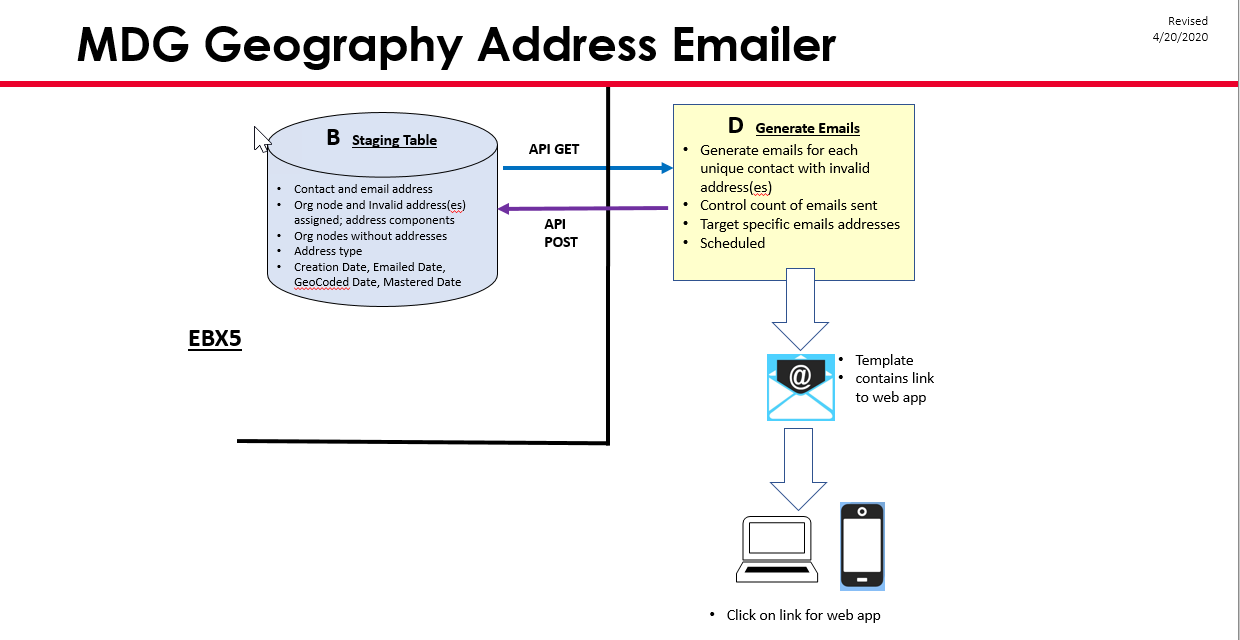 MDG Geography Address Emailer
Revised
4/20/2020
B Staging Table
• Contact and email address
• Org node and Invalid address(es)
assigned; address components
• Org nodes without addresses
• Address type
• Creation Date, Emailed Date,
GeoCoded Date, Mastered Date
EBX5
API GET
API
POST
D Generate Emails
• Generate emails for each
unique contact with invalid
address(es)
• Control count of emails sent
• Target specific emails addresses
• Scheduled
@
• Template
• contains link
to web app
• Click on link for web app